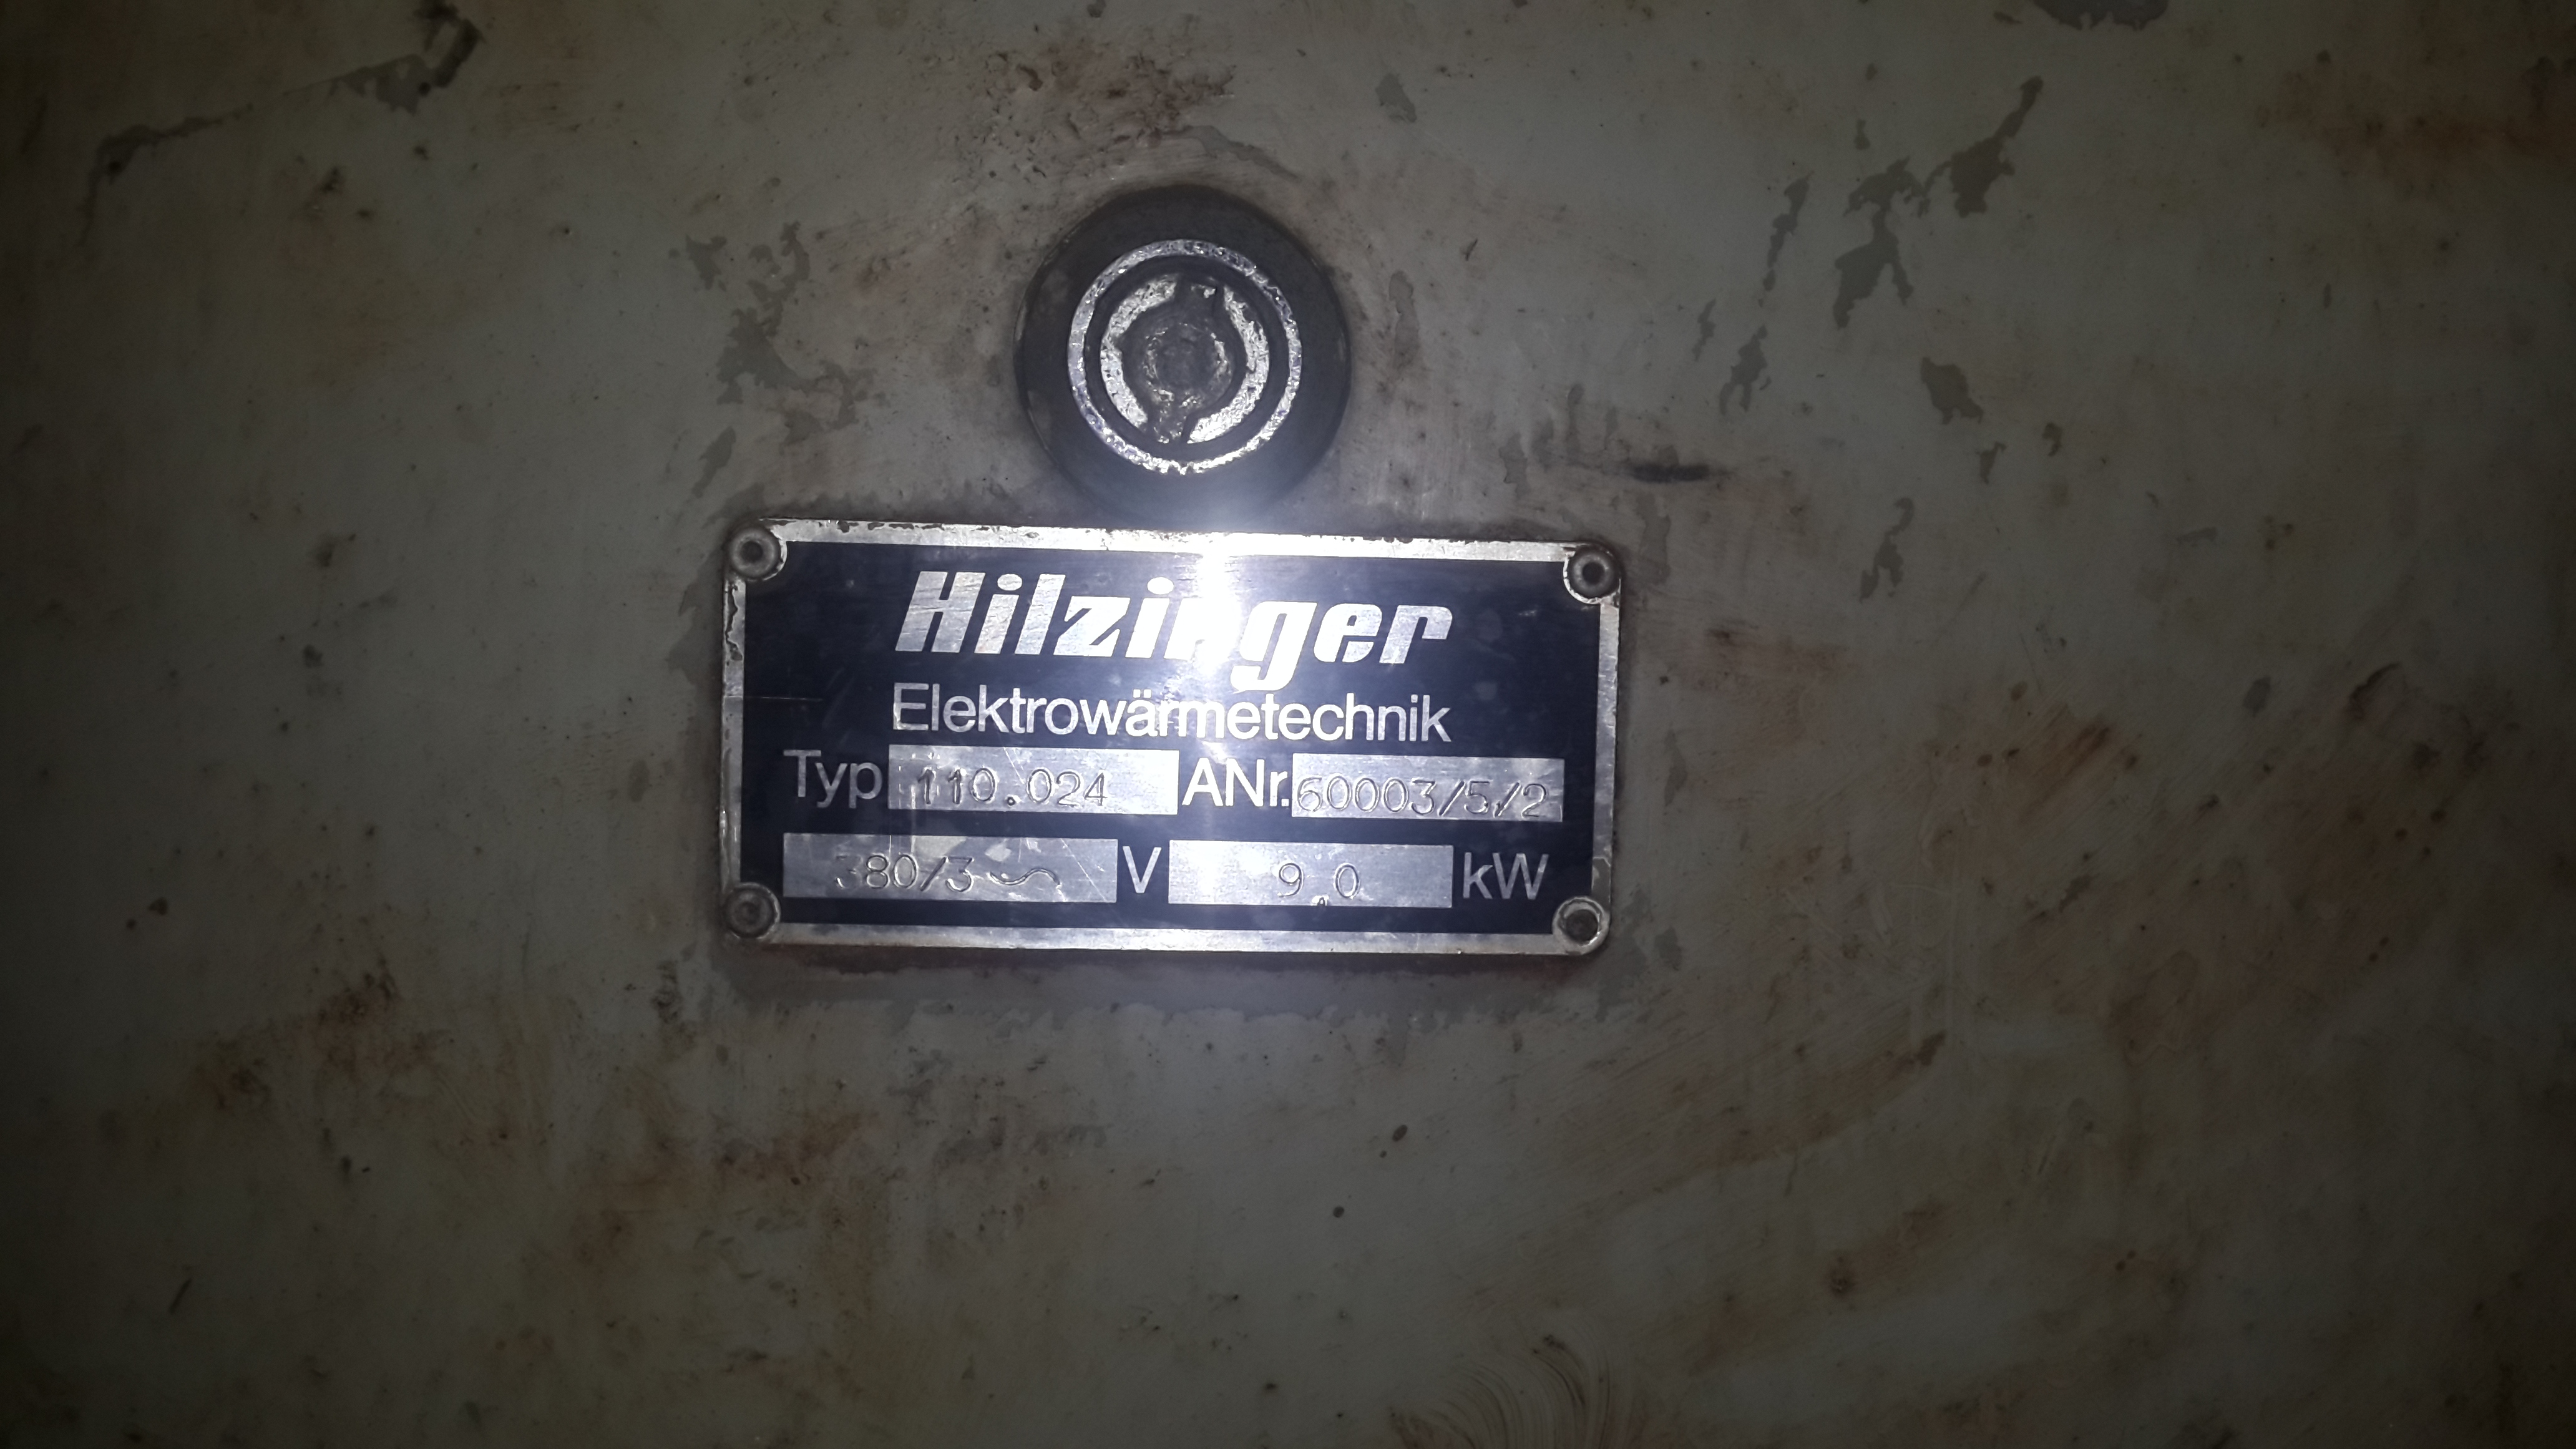 Hilzinger
Elektrowärmetechnik
Typ 110.024 ANr. 60003/5/2
380/3~ V 9,0 kW